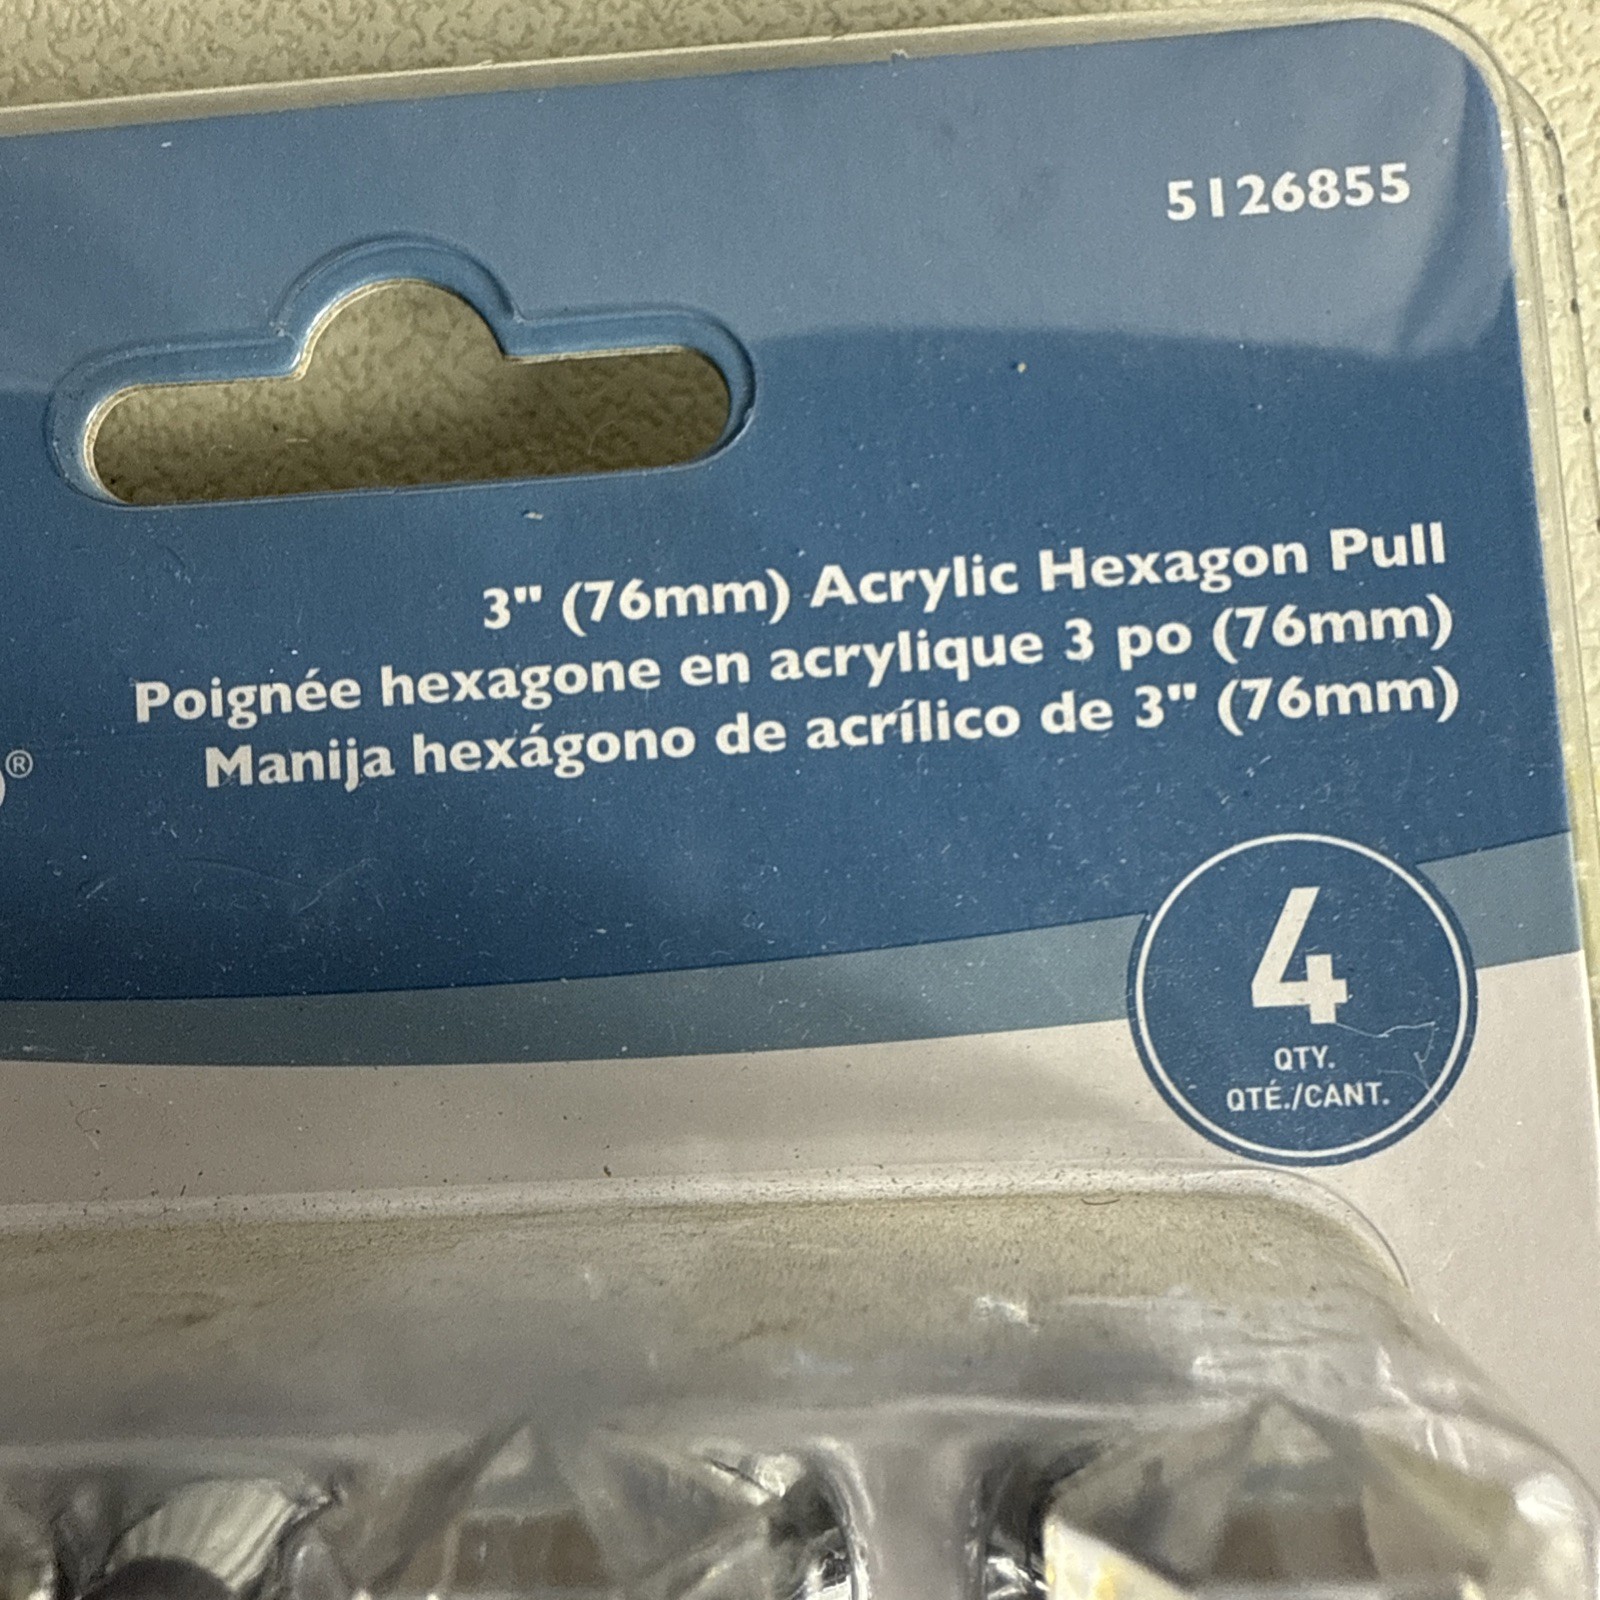 5126855
3" (76mm) Acrylic Hexagon Pull
Poignée hexagone en acrylique 3 po (76mm)
Manija hexágono de acrílico de 3" (76mm)
®
4
QTY.
QTÉ./CANT.